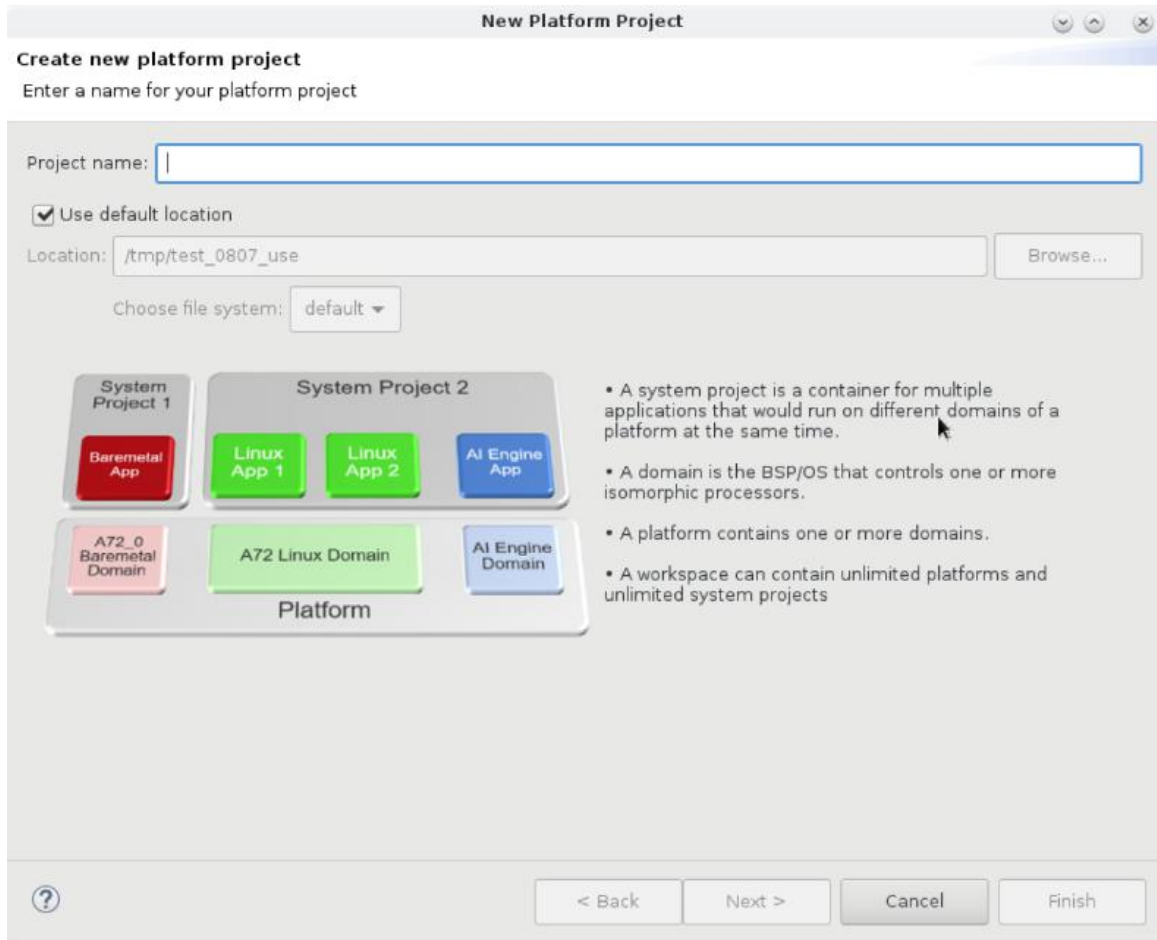 New Platform Project
Create new platform project
Enter a name for your platform project
Project name:
Use default location
Location: /tmp/test_0807_use Browse...
Choose file system: default
System
Project 1
System Project 2
Baremetal
App
Linux
App 1
Linux
App 2
AI Engine
App
A72_0
Baremetal
Domain
A72 Linux Domain
AI Engine
Domain
Platform
• A system project is a container for multiple
applications that would run on different domains of a
platform at the same time.
• A domain is the BSP/OS that controls one or more
isomorphic processors.
• A platform contains one or more domains.
• A workspace can contain unlimited platforms and
unlimited system projects
? < Back Next > Cancel Finish